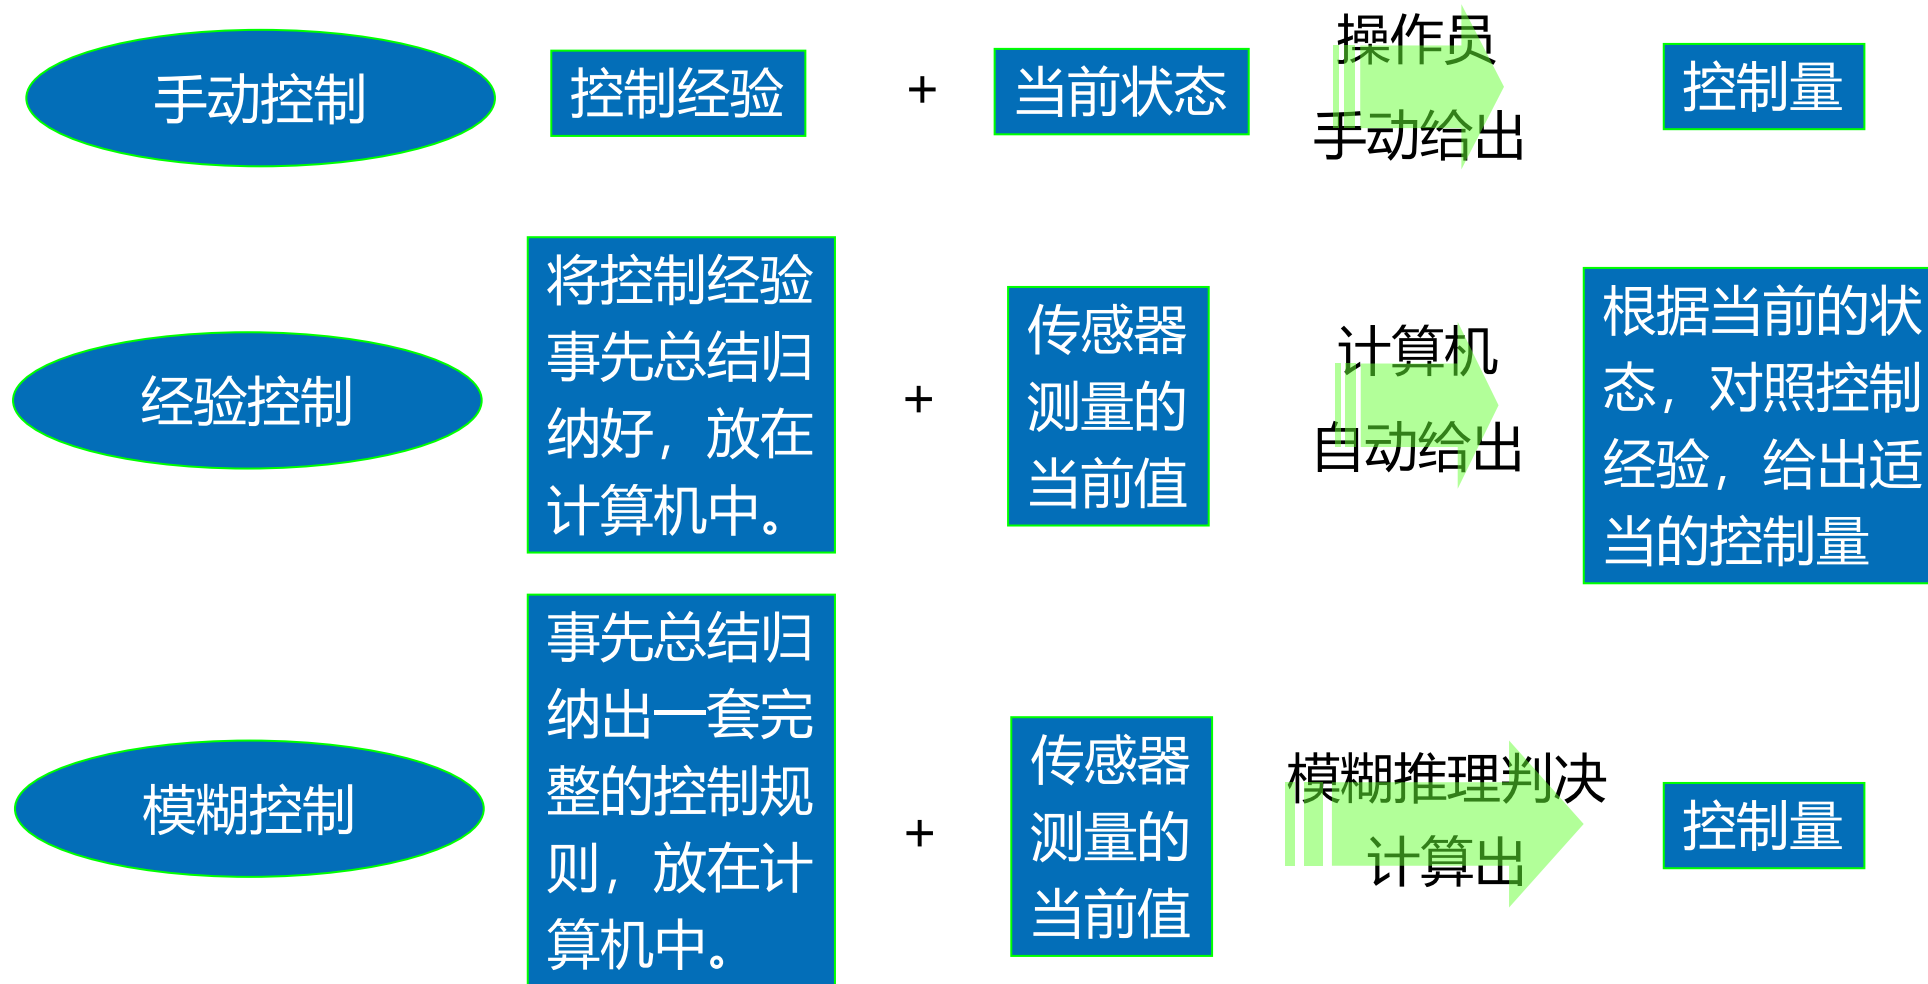 手动控制
控制经验
+
当前状态
操作员
手动给出
控制量
经验控制
将控制经验
事先总结归
纳好，放在
计算机中。
+
传感器
测量的
当前值
计算机
自动给出
根据当前的状
态，对照控制
经验，给出适
当的控制量
模糊控制
事先总结归
纳出一套完
整的控制规
则，放在计
算机中。
+
传感器
测量的
当前值
模糊推理判决
计算出
控制量